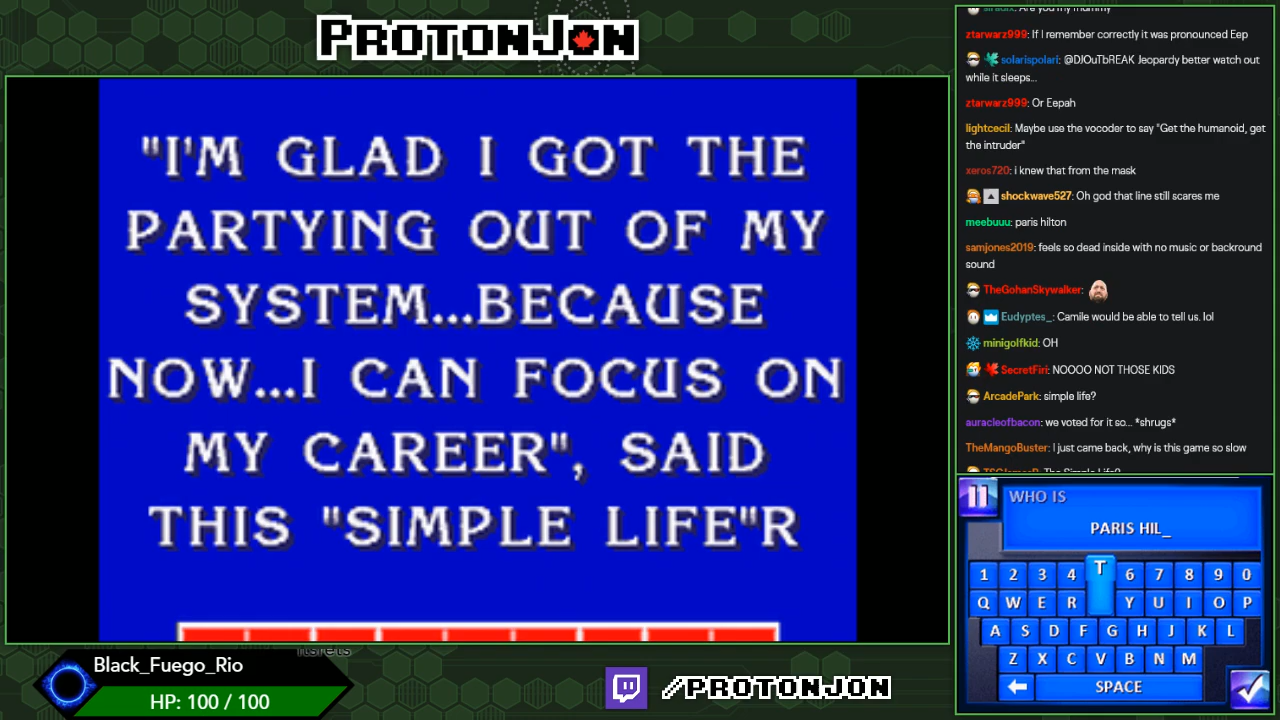 PROTONJON
"I'M GLAD I GOT THE
PARTYING OUT OF MY
SYSTEM...BECAUSE
NOW...I CAN FOCUS ON
MY CAREER", SAID
THIS "SIMPLE LIFE"R
Black_Fuego_Rio
HP: 100 / 100
/PROTONJON
ztarwarz999: If I remember correctly it was pronounced Eep
solarispolari: @DJOuTbREAK Jeopardy better watch out
while it sleeps...
ztarwarz999: Or Eepah
lightcecil: Maybe use the vocoder to say "Get the humanoid, get
the intruder"
xeros720: i knew that from the mask
shockwave527: Oh god that line still scares me
meebuuu: paris hilton
samjones2019: feels so dead inside with no music or backround
sound
TheGohanSkywalker:
Eudyptes_: Camile would be able to tell us. lol
minigolfkid: OH
SecretFiri: NOOOO NOT THOSE KIDS
ArcadePark: simple life?
auracleofbacon: we voted for it so... *shrugs*
TheMangoBuster: I just came back, why is this game so slow
WHO IS
PARIS HIL_
1 2 3 4 T 6 7 8 9 0
Q W E R Y U I O P
A S D F G H J K L
Z X C V B N M
SPACE